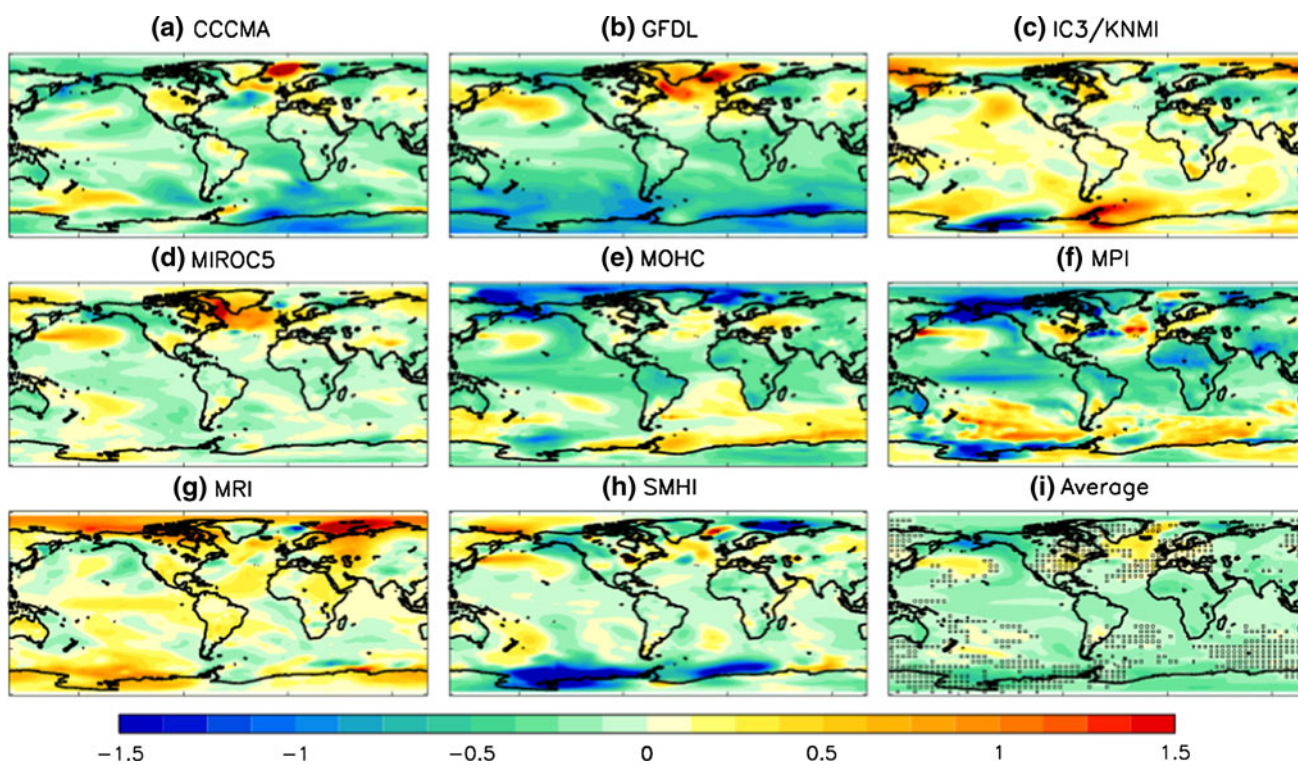 (a) CCCMA
(b) GFDL
(c) IC3/KNMI
(d) MIROC5
(e) MOHC
(f) MPI
(g) MRI
(h) SMHI
(i) Average
−1.5 −1 −0.5 0 0.5 1 1.5